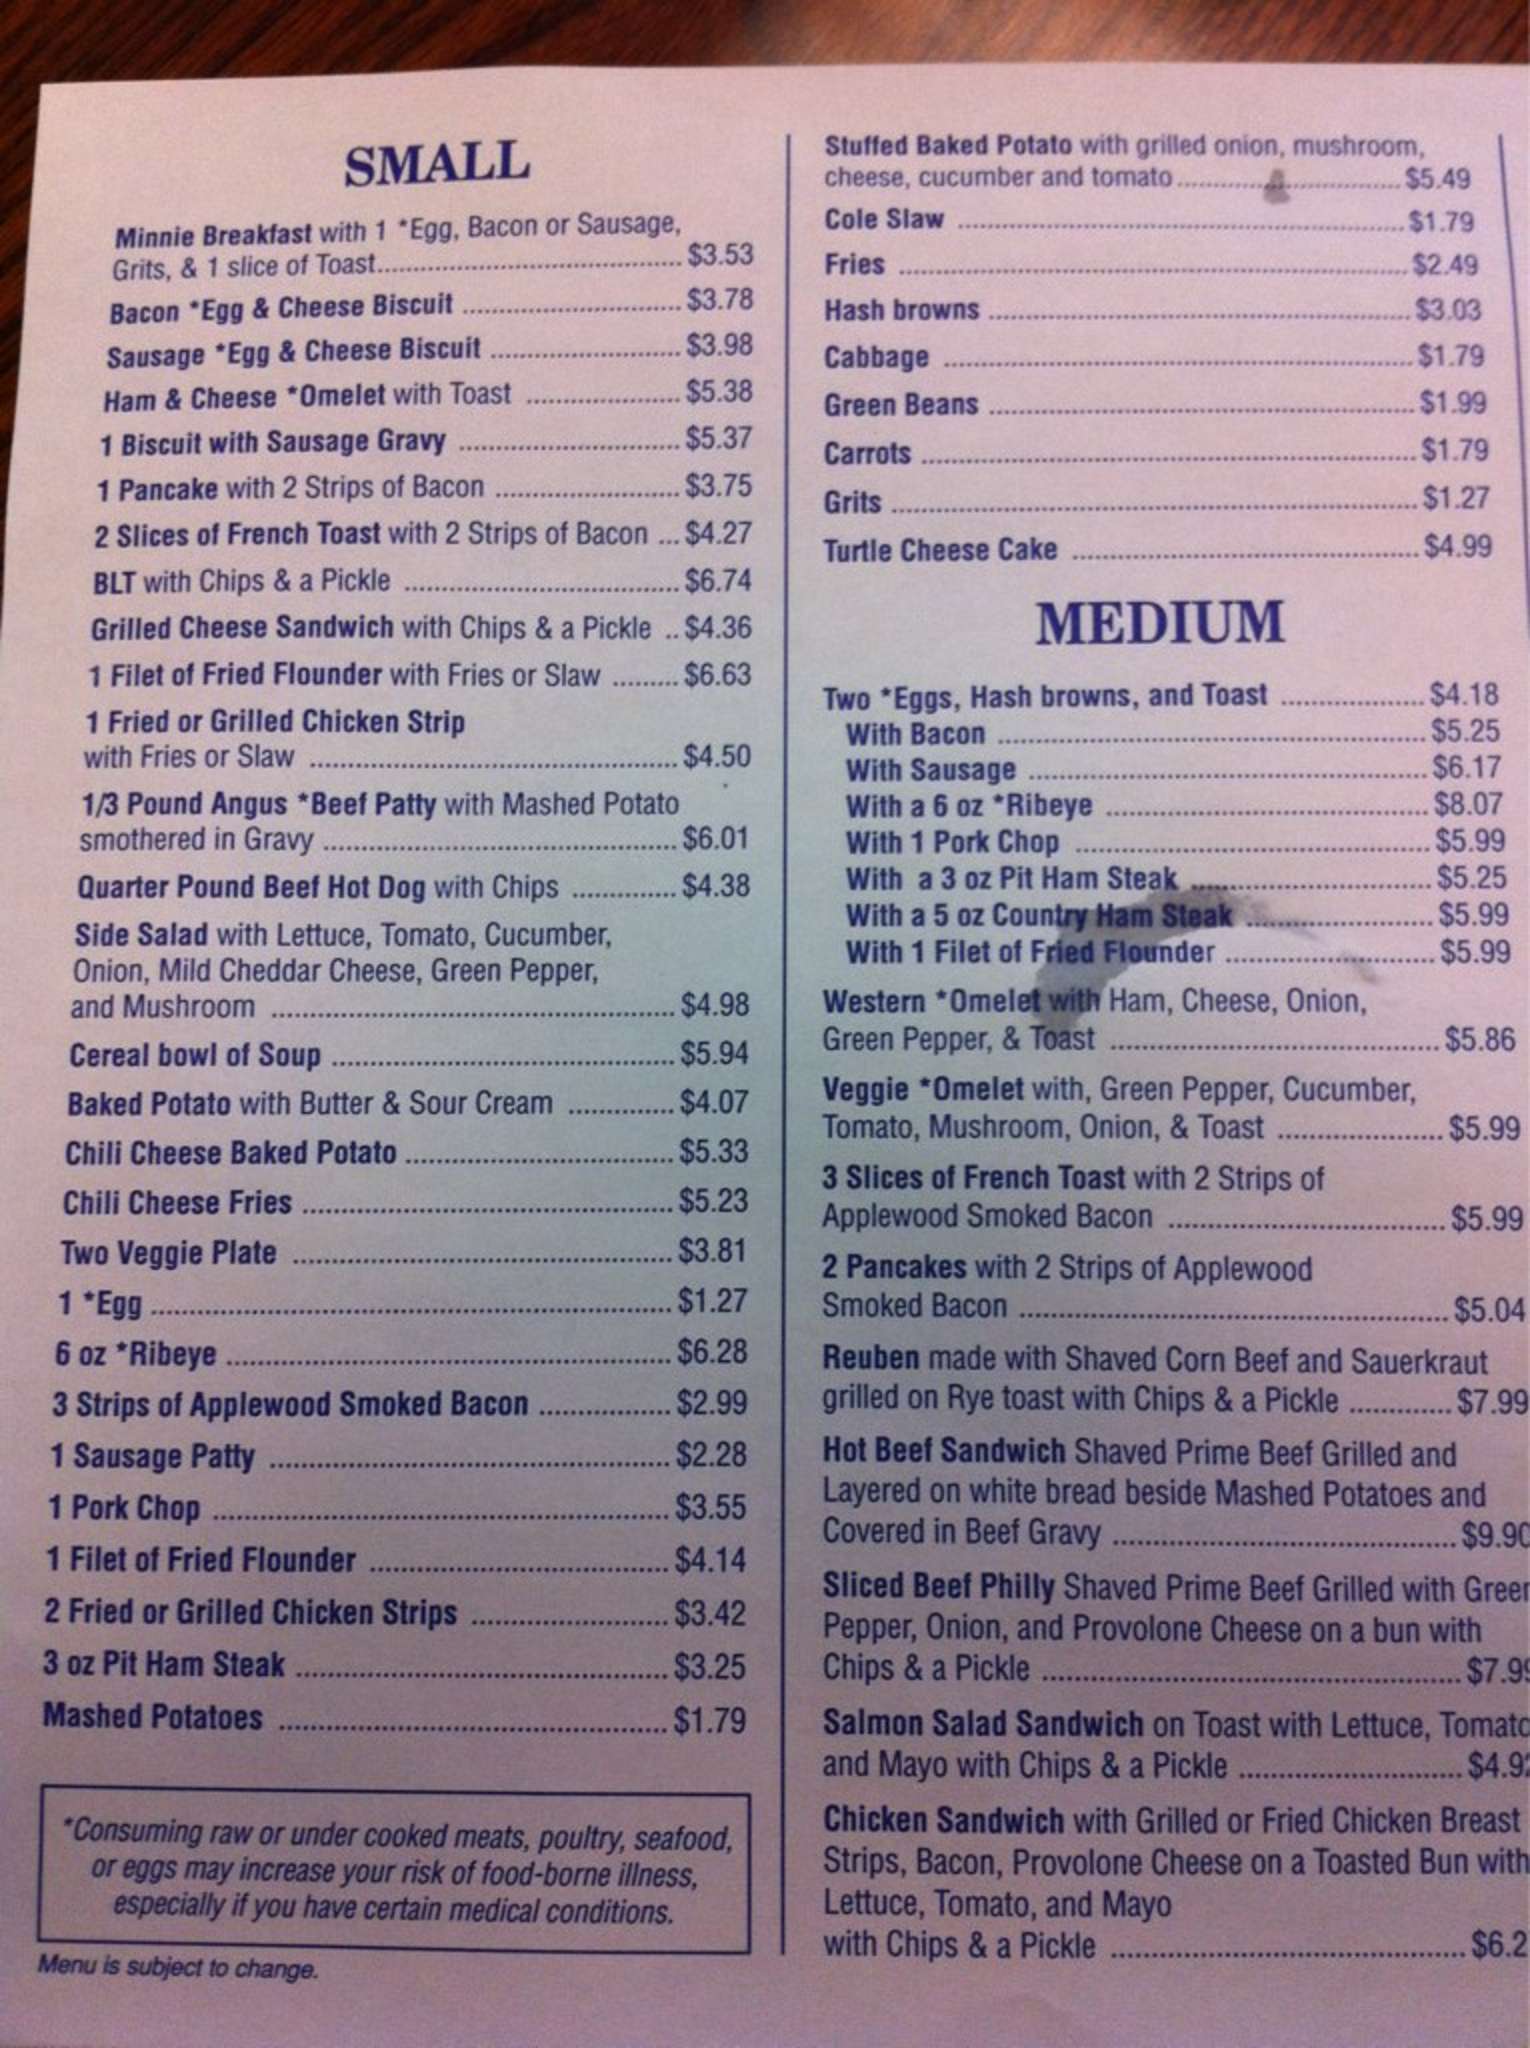 SMALL
Minnie Breakfast with 1 *Egg, Bacon or Sausage,
Grits, & 1 slice of Toast.......... $3.53
Bacon *Egg & Cheese Biscuit .......... $3.78
Sausage *Egg & Cheese Biscuit .......... $3.98
Ham & Cheese *Omelet with Toast .......... $5.38
1 Biscuit with Sausage Gravy .......... $5.37
1 Pancake with 2 Strips of Bacon .......... $3.75
2 Slices of French Toast with 2 Strips of Bacon ... $4.27
BLT with Chips & a Pickle .......... $6.74
Grilled Cheese Sandwich with Chips & a Pickle .. $4.36
1 Filet of Fried Flounder with Fries or Slaw ......... $6.63
1 Fried or Grilled Chicken Strip
with Fries or Slaw .......... $4.50
1/3 Pound Angus *Beef Patty with Mashed Potato
smothered in Gravy .......... $6.01
Quarter Pound Beef Hot Dog with Chips .......... $4.38
Side Salad with Lettuce, Tomato, Cucumber,
Onion, Mild Cheddar Cheese, Green Pepper,
and Mushroom .......... $4.98
Cereal bowl of Soup .......... $5.94
Baked Potato with Butter & Sour Cream .......... $4.07
Chili Cheese Baked Potato .......... $5.33
Chili Cheese Fries .......... $5.23
Two Veggie Plate .......... $3.81
1 *Egg .......... $1.27
6 oz *Ribeye .......... $6.28
3 Strips of Applewood Smoked Bacon .......... $2.99
1 Sausage Patty .......... $2.28
1 Pork Chop .......... $3.55
1 Filet of Fried Flounder .......... $4.14
2 Fried or Grilled Chicken Strips .......... $3.42
3 oz Pit Ham Steak .......... $3.25
Mashed Potatoes .......... $1.79
*Consuming raw or under cooked meats, poultry, seafood,
or eggs may increase your risk of food-borne illness,
especially if you have certain medical conditions.
Menu is subject to change.
Stuffed Baked Potato with grilled onion, mushroom,
cheese, cucumber and tomato .......... $5.49
Cole Slaw .......... $1.79
Fries .......... $2.49
Hash browns .......... $3.03
Cabbage .......... $1.79
Green Beans .......... $1.99
Carrots .......... $1.79
Grits .......... $1.27
Turtle Cheese Cake .......... $4.99
MEDIUM
Two *Eggs, Hash browns, and Toast .......... $4.18
With Bacon .......... $5.25
With Sausage .......... $6.17
With a 6 oz *Ribeye .......... $8.07
With 1 Pork Chop .......... $5.99
With a 3 oz Pit Ham Steak .......... $5.25
With a 5 oz Country Ham Steak .......... $5.99
With 1 Filet of Fried Flounder .......... $5.99
Western *Omelet with Ham, Cheese, Onion,
Green Pepper, & Toast .......... $5.86
Veggie *Omelet with, Green Pepper, Cucumber,
Tomato, Mushroom, Onion, & Toast .......... $5.99
3 Slices of French Toast with 2 Strips of
Applewood Smoked Bacon .......... $5.99
2 Pancakes with 2 Strips of Applewood
Smoked Bacon .......... $5.04
Reuben made with Shaved Corn Beef and Sauerkraut
grilled on Rye toast with Chips & a Pickle .......... $7.99
Hot Beef Sandwich Shaved Prime Beef Grilled and
Layered on white bread beside Mashed Potatoes and
Covered in Beef Gravy .......... $9.90
Sliced Beef Philly Shaved Prime Beef Grilled with Green
Pepper, Onion, and Provolone Cheese on a bun with
Chips & a Pickle .......... $7.99
Salmon Salad Sandwich on Toast with Lettuce, Tomato
and Mayo with Chips & a Pickle .......... $4.92
Chicken Sandwich with Grilled or Fried Chicken Breast
Strips, Bacon, Provolone Cheese on a Toasted Bun with
Lettuce, Tomato, and Mayo
with Chips & a Pickle .......... $6.2